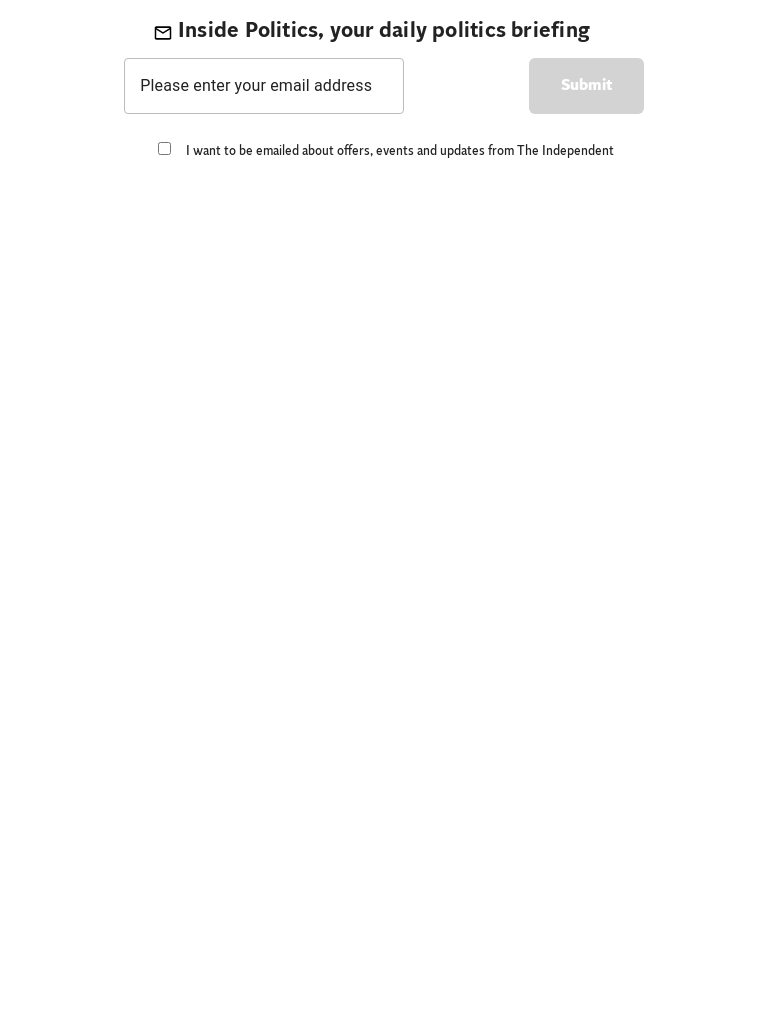 Inside Politics, your daily politics briefing
Please enter your email address
Submit
I want to be emailed about offers, events and updates from The Independent